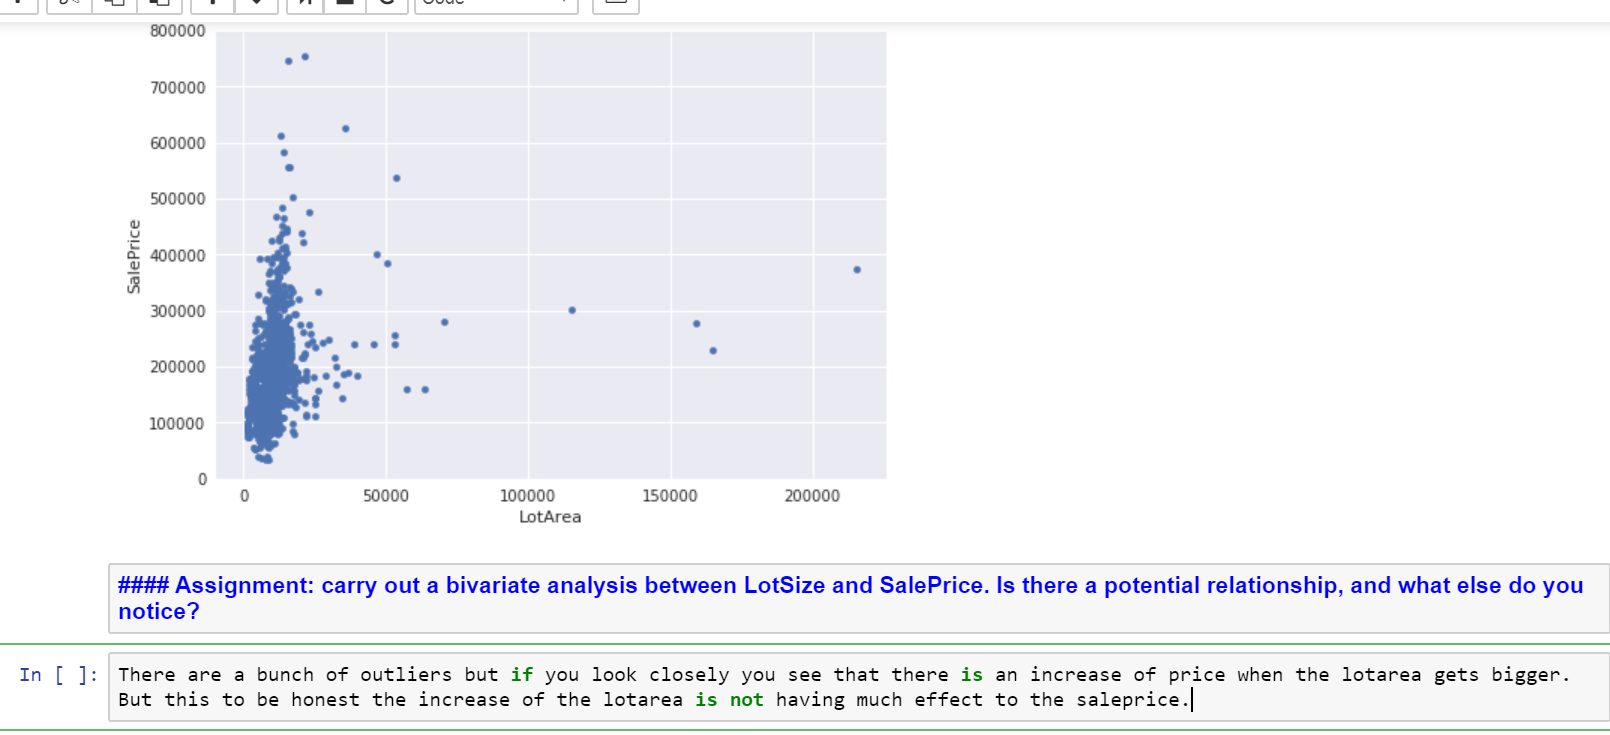 800000
700000
600000
500000
400000
300000
200000
100000
0
SalePrice
0 50000 100000 150000 200000
LotArea
#### Assignment: carry out a bivariate analysis between LotSize and SalePrice. Is there a potential relationship, and what else do you
notice?
In [ ]: There are a bunch of outliers but if you look closely you see that there is an increase of price when the lotarea gets bigger.
But this to be honest the increase of the lotarea is not having much effect to the saleprice.